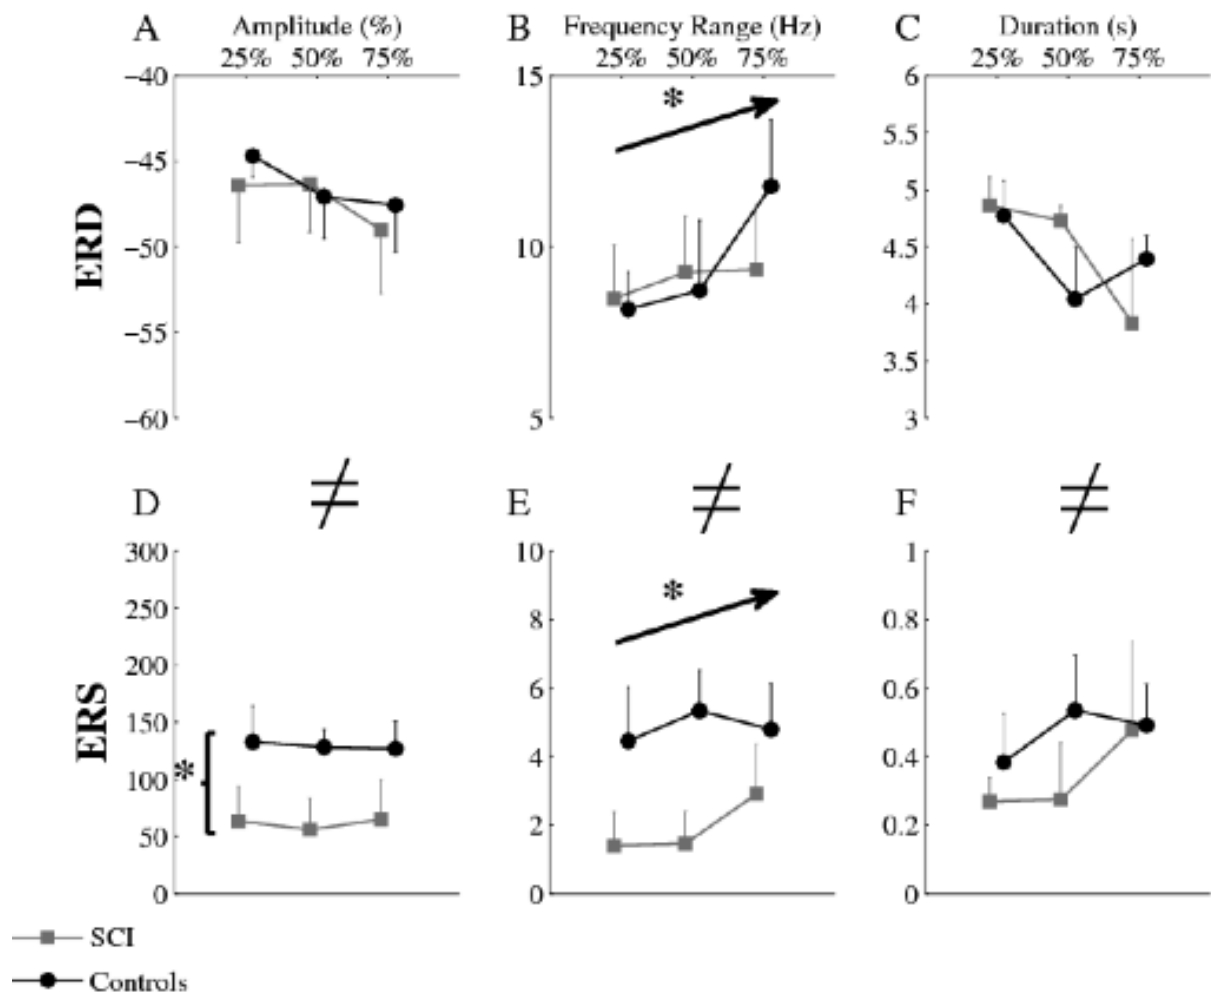 A Amplitude (%) B Frequency Range (Hz) C Duration (s)
25% 50% 75% 25% 50% 75% 25% 50% 75%
−40 15 6
* 5.5
−45 5
ERD −50 10 4.5
−55 4
3.5
−60 5 3
D ≠ E ≠ F ≠
300 10 1
250 * 8 0.8
200
ERS 150 6 0.6
* 100 4 0.4
50 2 0.2
0 0 0
SCI
Controls